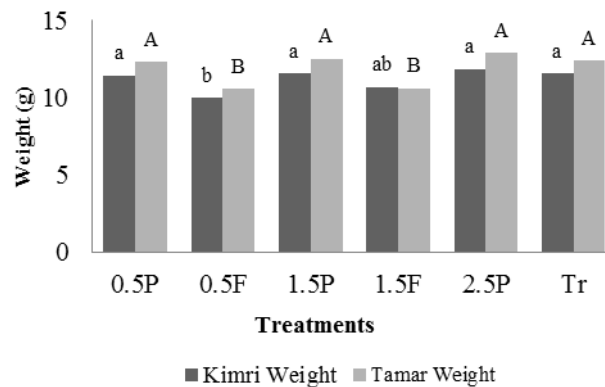 15
10
5
0
Weight (g)
a A b B a A ab B a A a A
0.5P 0.5F 1.5P 1.5F 2.5P Tr
Treatments
Kimri Weight Tamar Weight